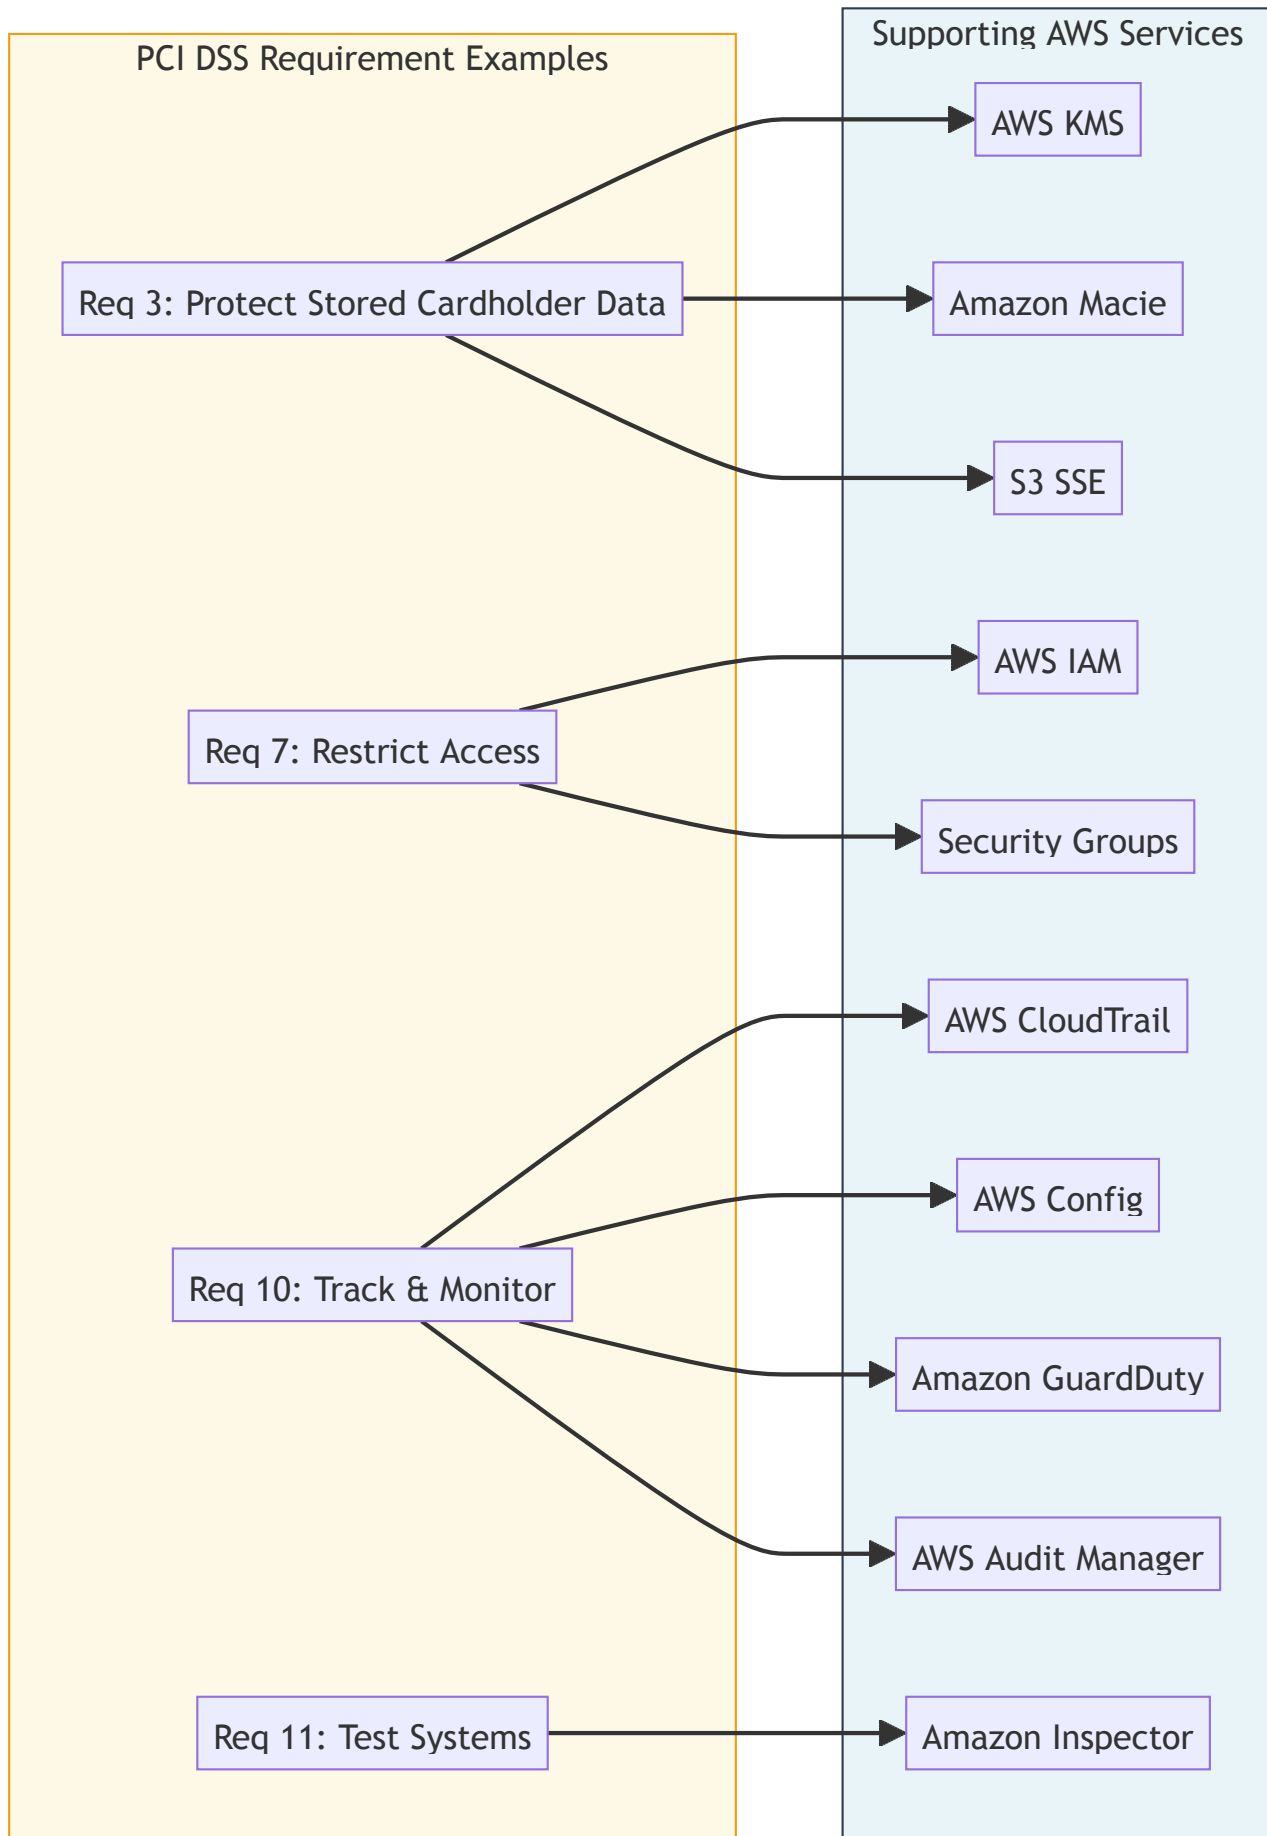 PCI DSS Requirement Examples
Supporting AWS Services
Req 3: Protect Stored Cardholder Data
AWS KMS
Amazon Macie
S3 SSE
Req 7: Restrict Access
AWS IAM
Security Groups
Req 10: Track & Monitor
AWS CloudTrail
AWS Config
Amazon GuardDuty
AWS Audit Manager
Req 11: Test Systems
Amazon Inspector